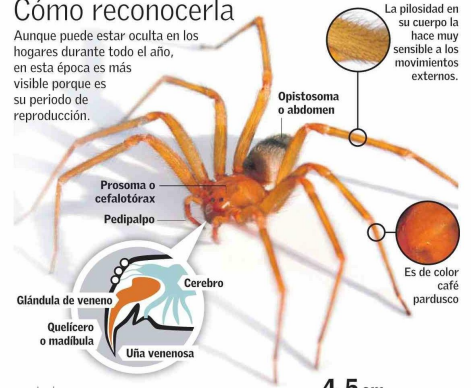 Cómo reconocerla
Aunque puede estar oculta en los
hogares durante todo el año,
en esta época es más
visible porque es
su periodo de
reproducción.
La pilosidad en
su cuerpo la
hace muy
sensible a los
movimientos
externos.
Opistosoma
o abdomen
Prosoma o
cefalotórax
Pedipalpo
Es de color
café
pardusco
Cerebro
Glándula de veneno
Quelícero
o madíbula
Uña venenosa
4,5 cm